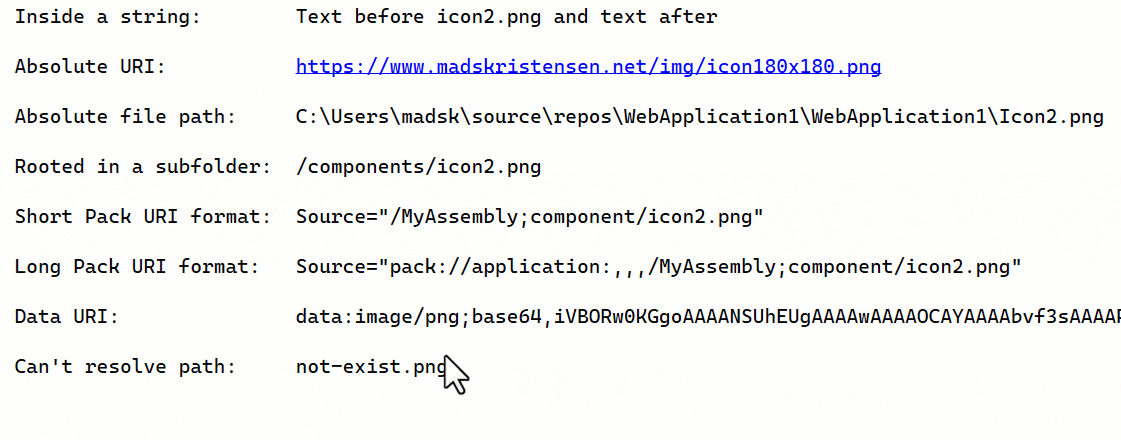 Inside a string: Text before icon2.png and text after
Absolute URI: https://www.madskristensen.net/img/icon180x180.png
Absolute file path: C:\Users\madsk\source\repos\WebApplication1\WebApplication1\Icon2.png
Rooted in a subfolder: /components/icon2.png
Short Pack URI format: Source="/MyAssembly;component/icon2.png"
Long Pack URI format: Source="pack://application:,,,/MyAssembly;component/icon2.png"
Data URI: data:image/png;base64,iVBORw0KGgoAAAANSUhEUgAAAAwAAAAOCAYAAAAbvf3sAAAAR
Can't resolve path: not-exist.png